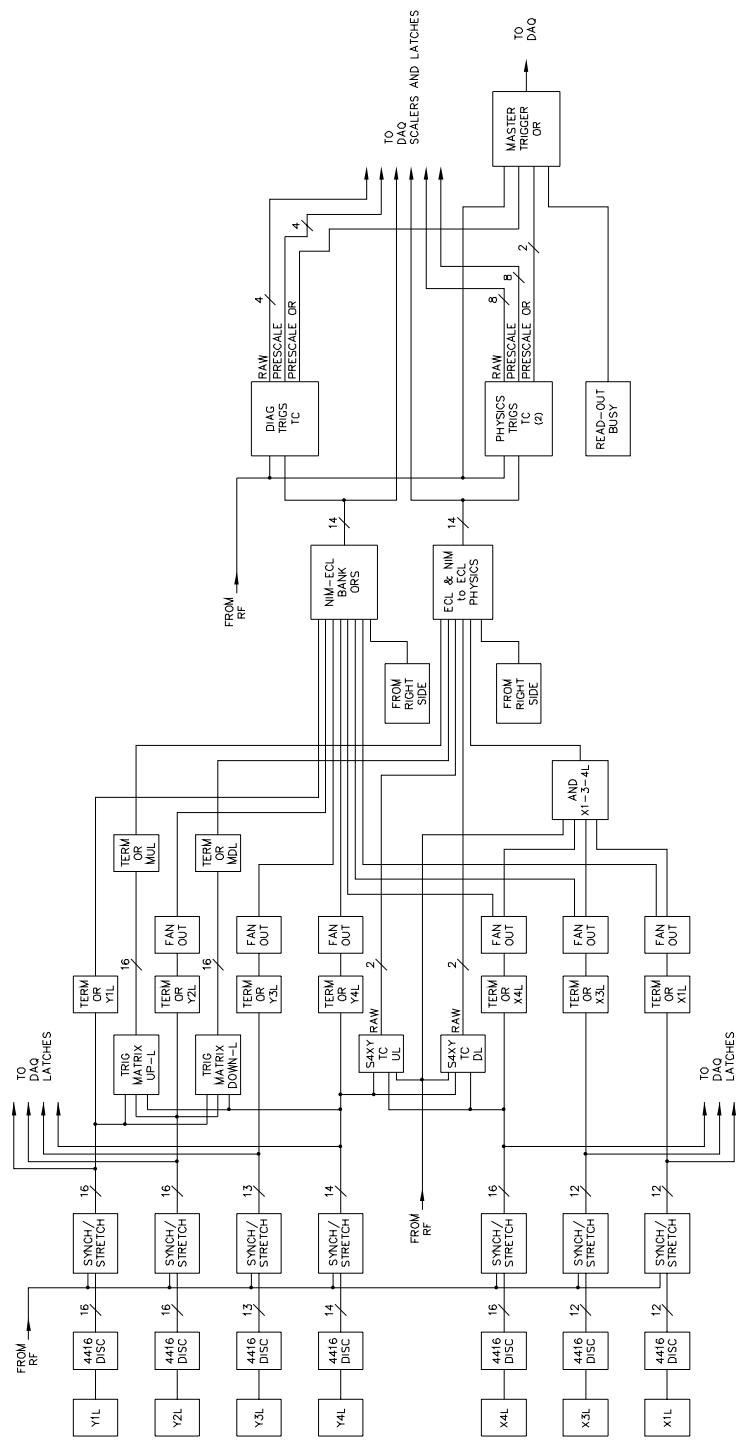 Y1L
Y2L
Y3L
Y4L
X4L
X3L
X1L
4416
DISC
4416
DISC
4416
DISC
4416
DISC
4416
DISC
4416
DISC
4416
DISC
FROM
RF
16
16
13
14
16
12
12
SYNCH/
STRETCH
SYNCH/
STRETCH
SYNCH/
STRETCH
SYNCH/
STRETCH
SYNCH/
STRETCH
SYNCH/
STRETCH
SYNCH/
STRETCH
16
16
13
14
16
12
12
FROM
RF
TO
DAQ
LATCHES
TO
DAQ
LATCHES
TRIG
MATRIX
UP-L
TRIG
MATRIX
DOWN-L
S4XY
TC
UL
RAW
S4XY
TC
DL
RAW
TERM
OR
Y1L
TERM
OR
Y2L
TERM
OR
Y3L
TERM
OR
Y4L
TERM
OR
X4L
TERM
OR
X3L
TERM
OR
X1L
16
16
2
2
FAN
OUT
FAN
OUT
FAN
OUT
FAN
OUT
FAN
OUT
FAN
OUT
TERM
OR
MUL
TERM
OR
MDL
AND
X1-3-4L
FROM
RIGHT
SIDE
FROM
RIGHT
SIDE
FROM
RF
NIM-ECL
BANK
ORS
ECL & NIM
to ECL
PHYSICS
14
14
DIAG
TRIGS
TC
PHYSICS
TRIGS
TC
(2)
READ-OUT
BUSY
RAW
PRESCALE
PRESCALE OR
RAW
PRESCALE
PRESCALE OR
4
4
8
8
2
TO
DAQ
SCALERS AND LATCHES
MASTER
TRIGGER
OR
TO
DAQ